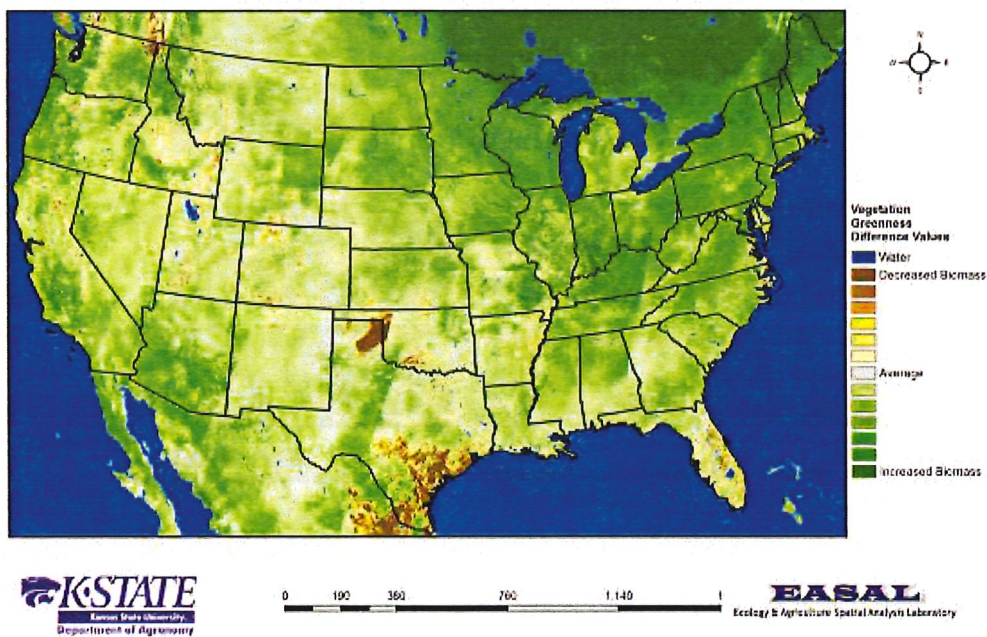 N
W
E
S
Vegetation
Greenness
Difference Values
Water
Decreased Biomass
Average
Increased Biomass
K-STATE
Kansas State University.
Department of Agronomy
0 190 380 760 1,140
EASAL
Ecology & Agriculture Spatial Analysis Laboratory